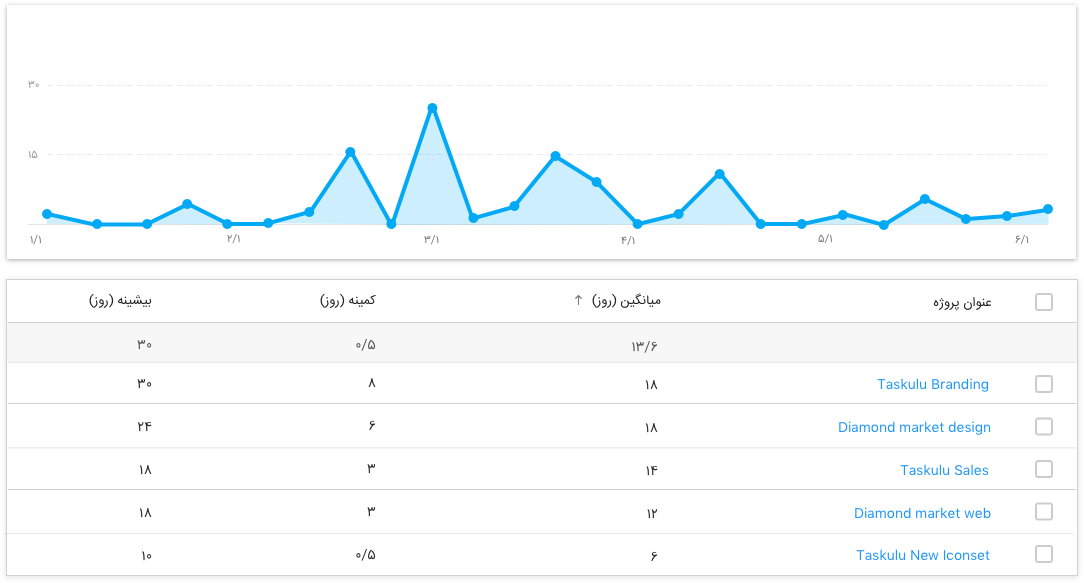 ۳۰
۱۵
۱/۱ ۲/۱ ۳/۱ ۴/۱ ۵/۱ ۶/۱
عنوان پروژه میانگین (روز) ↑ کمینه (روز) بیشینه (روز)
۱۳/۶ ۰/۵ ۳۰
Taskulu Branding ۱۸ ۸ ۳۰
Diamond market design ۱۸ ۶ ۲۴
Taskulu Sales ۱۴ ۳ ۱۸
Diamond market web ۱۲ ۳ ۱۸
Taskulu New Iconset ۶ ۰/۵ ۱۰